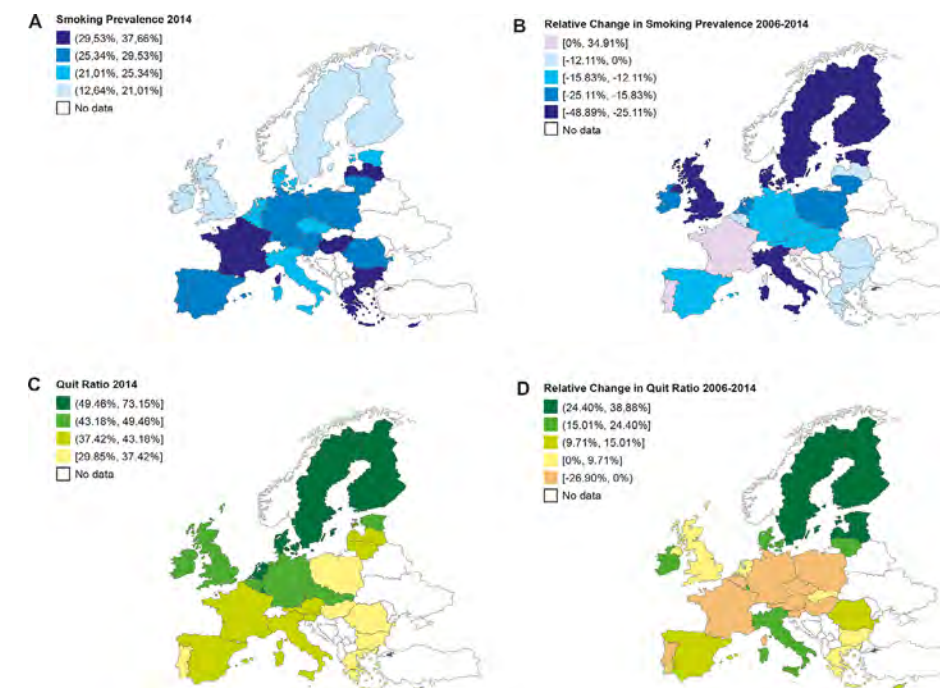 A
Smoking Prevalence 2014
(29,53%, 37,66%]
(25,34%, 29.53%]
(21,01%, 25,34%]
(12,64%, 21,01%]
No data
B
Relative Change in Smoking Prevalence 2006-2014
[0%, 34.91%]
[-12.11%, 0%)
[-15.83%, -12.11%)
[-25.11%, -15.83%)
[-48.89%, -25.11%)
No data
C
Quit Ratio 2014
(49.46%, 73.15%]
(43.18%, 49.46%]
(37.42%, 43.18%]
[29.85%, 37.42%]
No data
D
Relative Change in Quit Ratio 2006-2014
(24.40%, 38.88%]
(15.01%, 24.40%]
(9.71%, 15.01%]
[0%, 9.71%]
[-26.90%, 0%)
No data